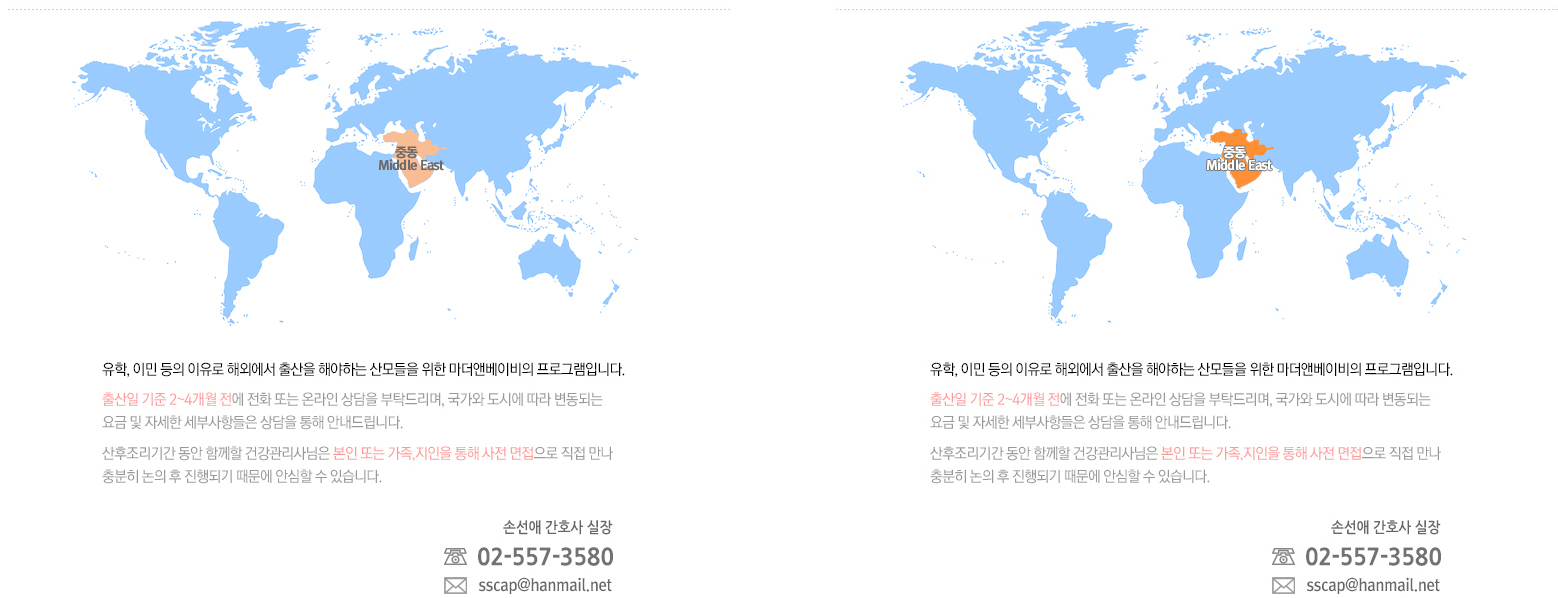 중동
Middle East
유학, 이민 등의 이유로 해외에서 출산을 해야하는 산모들을 위한 마더앤베이비의 프로그램입니다.
출산일 기준 2~4개월 전에 전화 또는 온라인 상담을 부탁드리며, 국가와 도시에 따라 변동되는
요금 및 자세한 세부사항들은 상담을 통해 안내드립니다.
산후조리기간 동안 함께할 건강관리사님은 본인 또는 가족,지인을 통해 사전 면접으로 직접 만나
충분히 논의 후 진행되기 때문에 안심할 수 있습니다.
손선애 간호사 실장
02-557-3580
sscap@hanmail.net
중동
Middle East
유학, 이민 등의 이유로 해외에서 출산을 해야하는 산모들을 위한 마더앤베이비의 프로그램입니다.
출산일 기준 2~4개월 전에 전화 또는 온라인 상담을 부탁드리며, 국가와 도시에 따라 변동되는
요금 및 자세한 세부사항들은 상담을 통해 안내드립니다.
산후조리기간 동안 함께할 건강관리사님은 본인 또는 가족,지인을 통해 사전 면접으로 직접 만나
충분히 논의 후 진행되기 때문에 안심할 수 있습니다.
손선애 간호사 실장
02-557-3580
sscap@hanmail.net